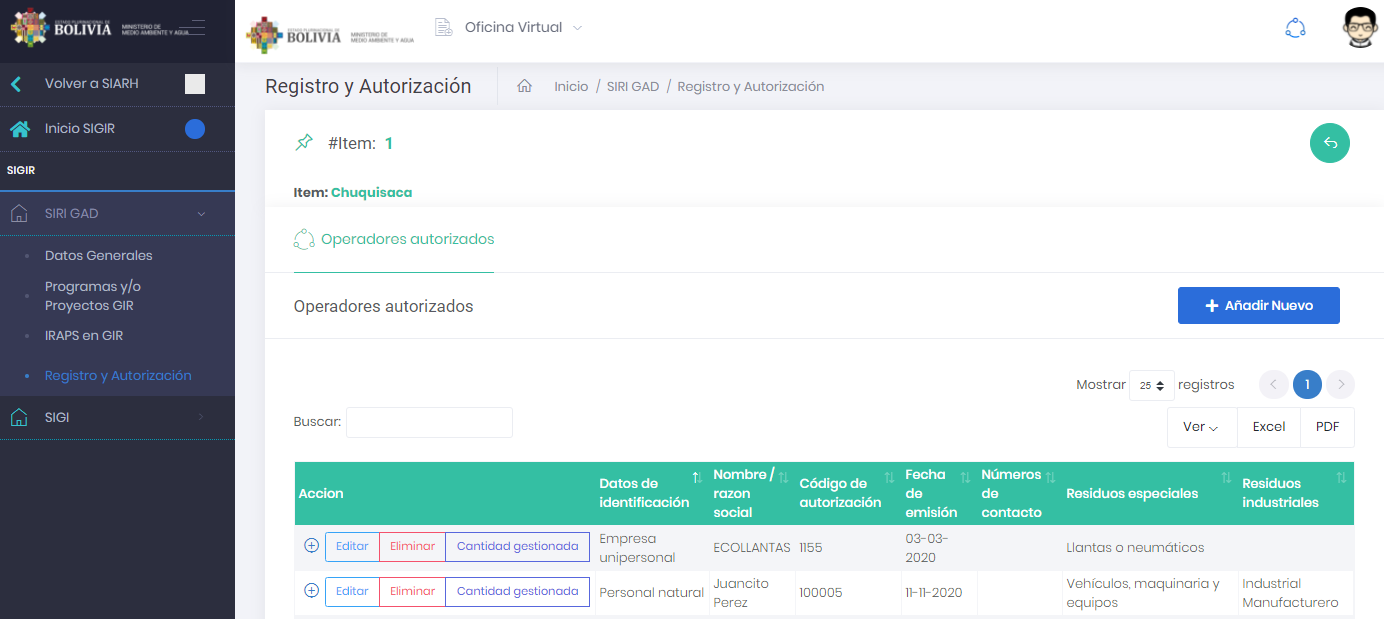 ESTADO PLURINACIONAL DE
BOLIVIA
MINISTERIO DE
MEDIO AMBIENTE Y AGUA
Volver a SIARH
Inicio SIGIR
SIGIR
SIRI GAD
Datos Generales
Programas y/o
Proyectos GIR
IRAPS en GIR
Registro y Autorización
SIGI
ESTADO PLURINACIONAL DE
BOLIVIA
MINISTERIO DE
MEDIO AMBIENTE Y AGUA
Oficina Virtual
Registro y Autorización
Inicio / SIRI GAD / Registro y Autorización
#Item: 1
Item: Chuquisaca
Operadores autorizados
Operadores autorizados
+ Añadir Nuevo
Mostrar 25 registros
1
Buscar:
Ver Excel PDF
Accion Datos de identificación Nombre / razon social Código de autorización Fecha de emisión Números de contacto Residuos especiales Residuos industriales
Editar Eliminar Cantidad gestionada Empresa unipersonal ECOLLANTAS 1155 03-03-2020 Llantas o neumáticos
Editar Eliminar Cantidad gestionada Personal natural Juancito Perez 100005 11-11-2020 Vehículos, maquinaria y equipos Industrial Manufacturero